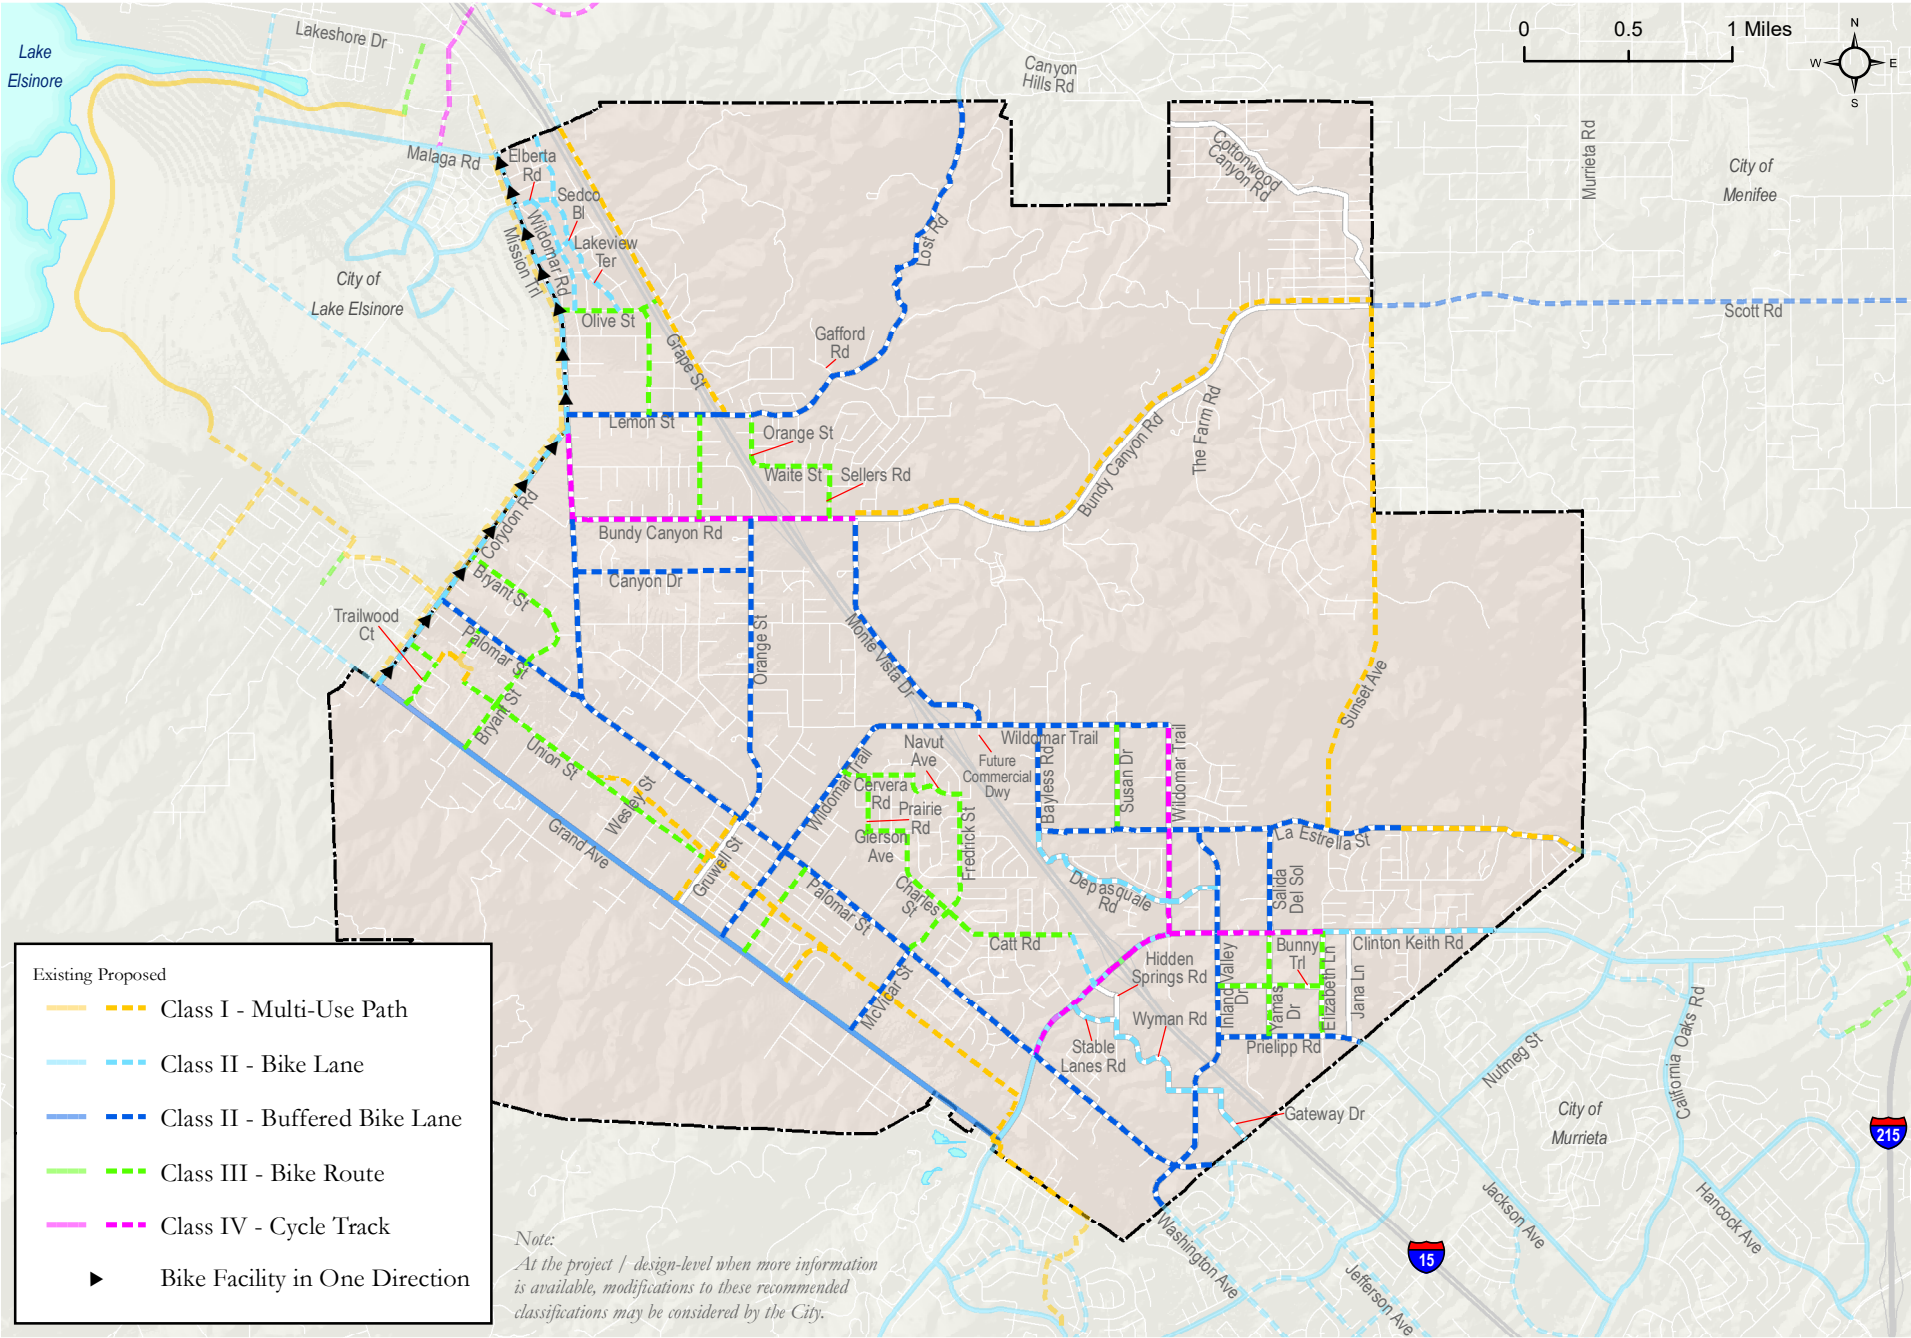 Lakeshore Dr
Lake
Elsinore
Canyon
Hills Rd
0 0.5 1 Miles
N
W E
S
Malaga Rd
Elberta
Rd
Sedco
Bl
Lakeview
Ter
Wildomar Rd
Mission Trl
City of
Lake Elsinore
Olive St
Grape St
Lost Rd
Gafford
Rd
Cottonwood
Canyon Rd
Murrieta Rd
City of
Menifee
Scott Rd
Lemon St
Orange St
Waite St
Sellers Rd
Bundy Canyon Rd
The Farm Rd
Corydon Rd
Bundy Canyon Rd
Canyon Dr
Bryant St
Trailwood
Ct
Palomar St
Orange St
Monte Vista Dr
Sunset Ave
Bryant St
Union St
Wesley St
Grand Ave
Gruwell St
Wildomar Trail
Navut
Ave
Future
Commercial
Dwy
Wildomar Trail
Bayless Rd
Susan Dr
Wildomar Trail
Cervera
Rd
Prairie
Rd
Gierson
Ave
Fredrick St
Charles
St
La Estrella St
Depasquale
Rd
Salida
Del Sol
Palomar St
Catt Rd
McVicar St
Hidden
Springs Rd
Wyman Rd
Stable
Lanes Rd
Inland Valley
Dr
Bunny
Trl
Yamas
Dr
Elizabeth Ln
Jana Ln
Clinton Keith Rd
Prielipp Rd
Gateway Dr
Nutmeg St
California Oaks Rd
City of
Murrieta
215
15
Jackson Ave
Hancock Ave
Washington Ave
Jefferson Ave
Existing Proposed
Class I - Multi-Use Path
Class II - Bike Lane
Class II - Buffered Bike Lane
Class III - Bike Route
Class IV - Cycle Track
Bike Facility in One Direction
Note:
At the project / design-level when more information
is available, modifications to these recommended
classifications may be considered by the City.